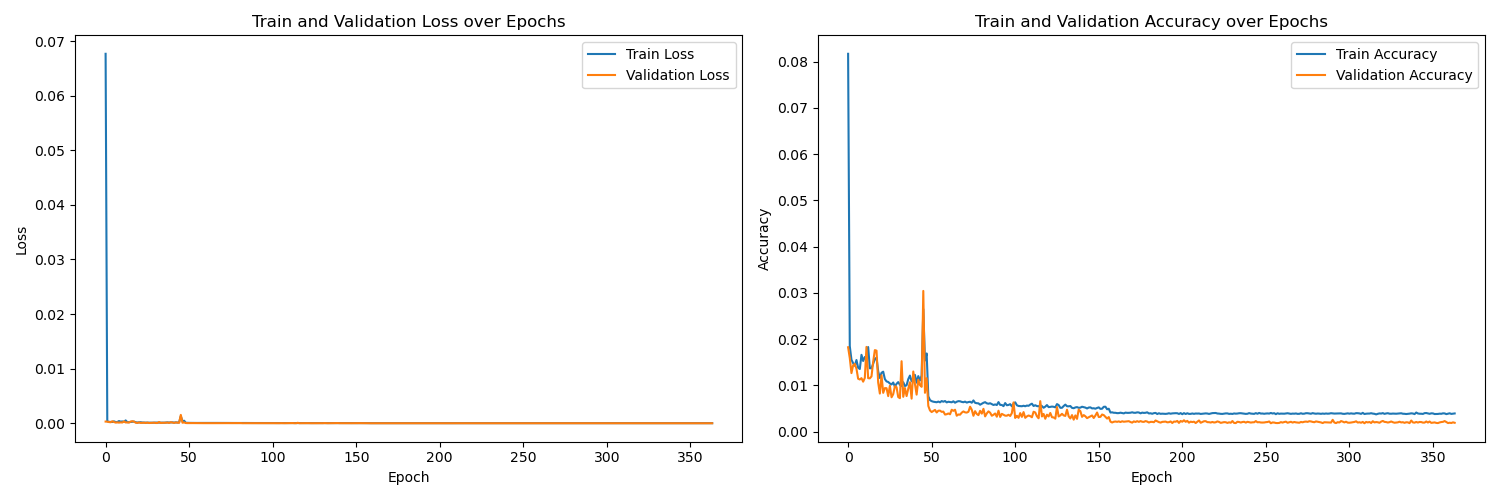 Train and Validation Loss over Epochs
Train Loss
Validation Loss
Loss
0.07
0.06
0.05
0.04
0.03
0.02
0.01
0.00
0 50 100 150 200 250 300 350
Epoch
Train and Validation Accuracy over Epochs
Train Accuracy
Validation Accuracy
Accuracy
0.08
0.07
0.06
0.05
0.04
0.03
0.02
0.01
0.00
0 50 100 150 200 250 300 350
Epoch